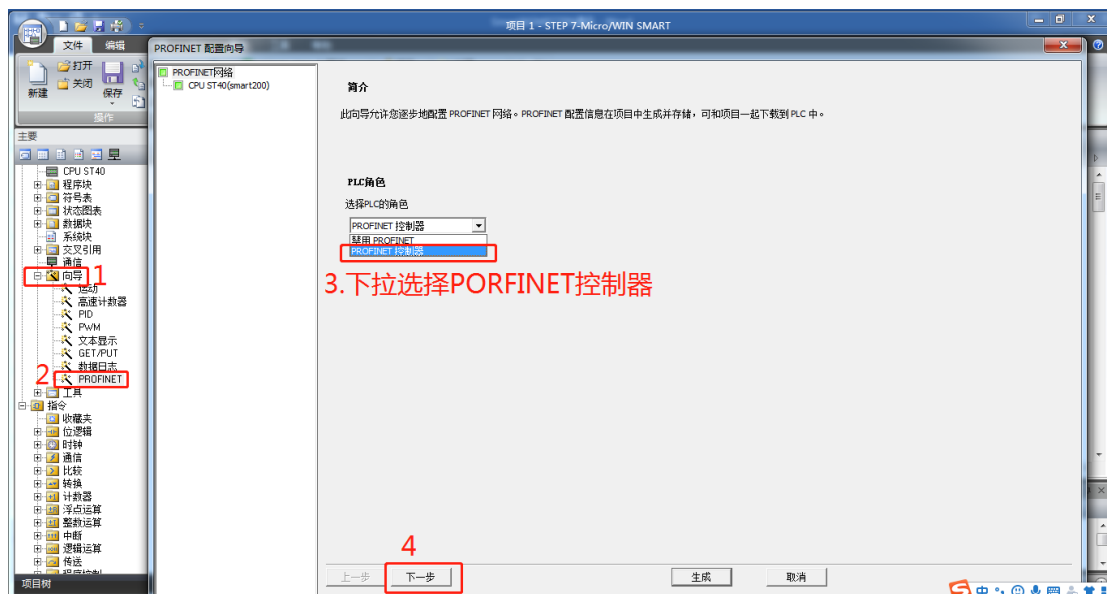 项目 1 - STEP 7-Micro/WIN SMART
文件
编辑
PROFINET 配置向导
新建
打开
关闭
保存
操作
主要
CPU ST40
程序块
符号表
状态图表
数据块
系统块
交叉引用
通信
向导
1
运动
高速计数器
PID
PWM
文本显示
GET/PUT
数据日志
2
PROFINET
工具
指令
收藏夹
位逻辑
时钟
通信
比较
转换
计数器
浮点运算
整数运算
中断
逻辑运算
传送
程序控制
项目树
PROFINET网络
CPU ST40(smart200)
简介
此向导允许您逐步地配置 PROFINET 网络。PROFINET 配置信息在项目中生成并存储，可和项目一起下载到 PLC 中。
PLC角色
选择PLC的角色
PROFINET 控制器
禁用 PROFINET
PROFINET 控制器
3.下拉选择PORFINET控制器
4
上一步
下一步
生成
取消
中